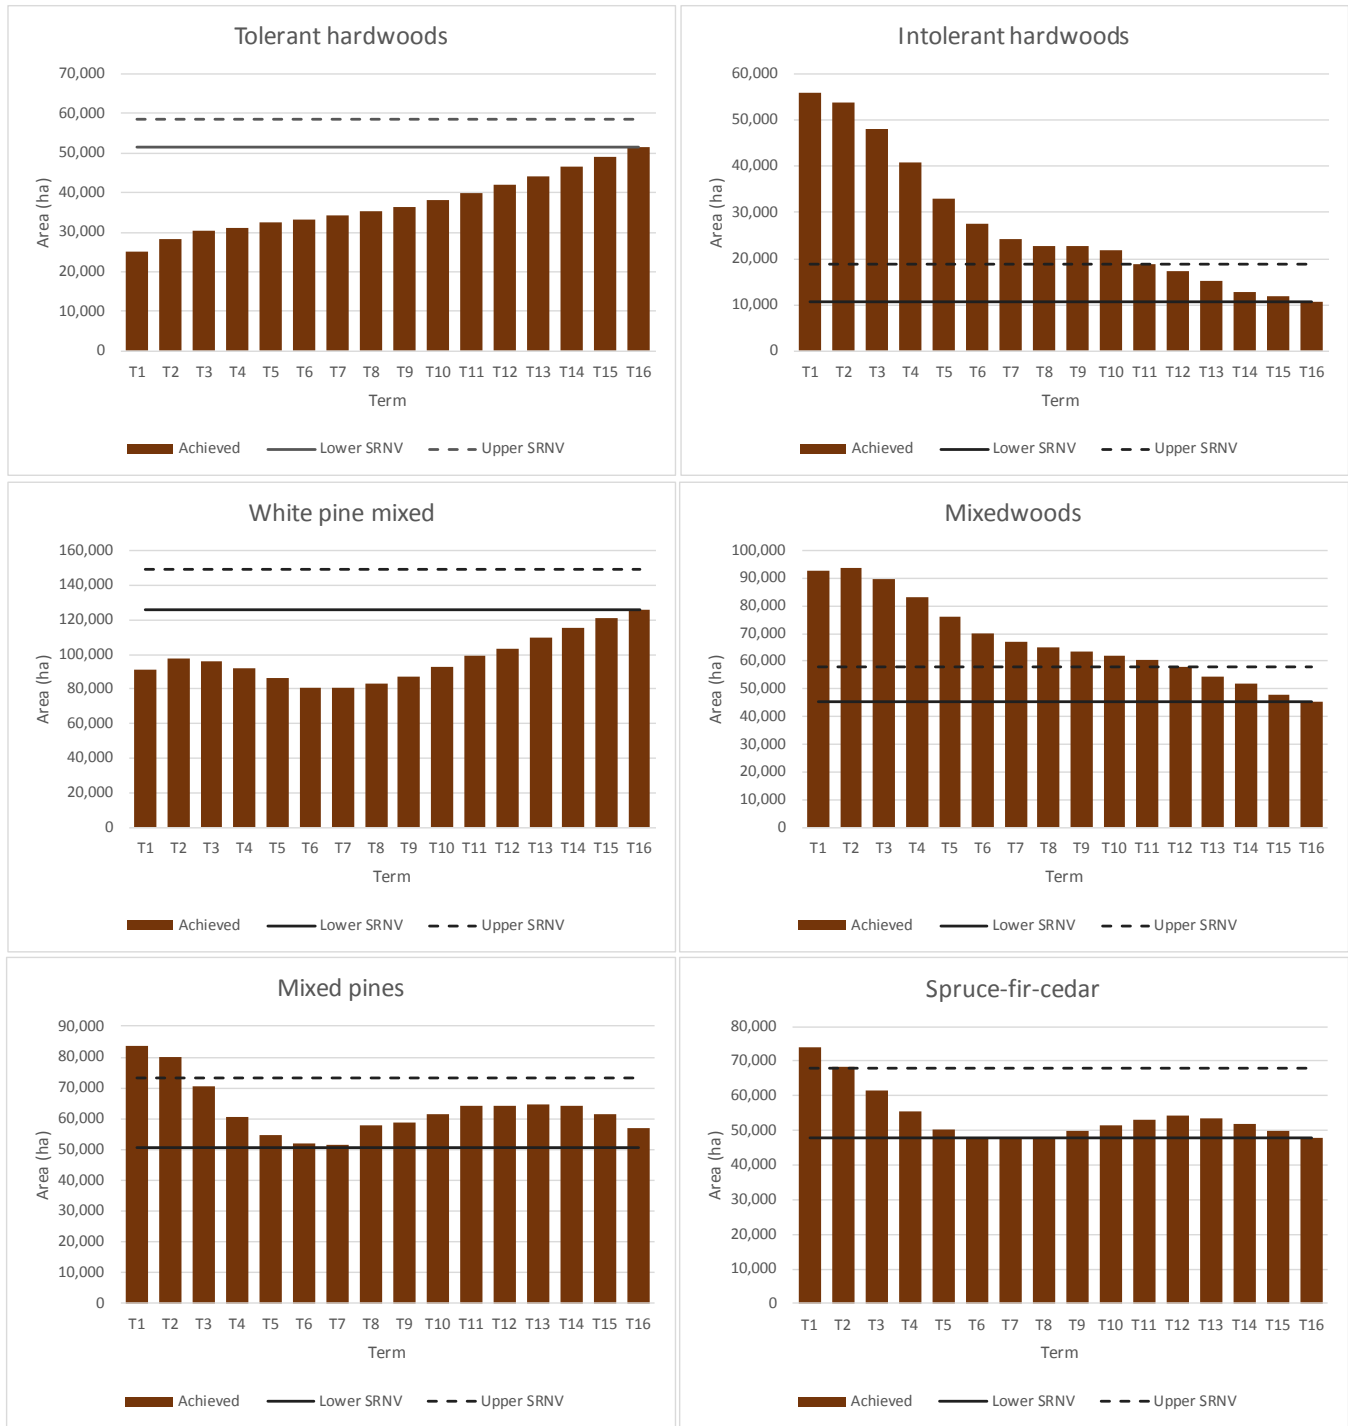 Tolerant hardwoods
70,000
60,000
50,000
40,000
30,000
20,000
10,000
0
Area (ha)
T1 T2 T3 T4 T5 T6 T7 T8 T9 T10 T11 T12 T13 T14 T15 T16
Term
Achieved Lower SRNV Upper SRNV
Intolerant hardwoods
60,000
50,000
40,000
30,000
20,000
10,000
0
Area (ha)
T1 T2 T3 T4 T5 T6 T7 T8 T9 T10 T11 T12 T13 T14 T15 T16
Term
Achieved Lower SRNV Upper SRNV
White pine mixed
160,000
140,000
120,000
100,000
80,000
60,000
40,000
20,000
0
Area (ha)
T1 T2 T3 T4 T5 T6 T7 T8 T9 T10 T11 T12 T13 T14 T15 T16
Term
Achieved Lower SRNV Upper SRNV
Mixedwoods
100,000
90,000
80,000
70,000
60,000
50,000
40,000
30,000
20,000
10,000
0
Area (ha)
T1 T2 T3 T4 T5 T6 T7 T8 T9 T10 T11 T12 T13 T14 T15 T16
Term
Achieved Lower SRNV Upper SRNV
Mixed pines
90,000
80,000
70,000
60,000
50,000
40,000
30,000
20,000
10,000
0
Area (ha)
T1 T2 T3 T4 T5 T6 T7 T8 T9 T10 T11 T12 T13 T14 T15 T16
Term
Achieved Lower SRNV Upper SRNV
Spruce-fir-cedar
80,000
70,000
60,000
50,000
40,000
30,000
20,000
10,000
0
Area (ha)
T1 T2 T3 T4 T5 T6 T7 T8 T9 T10 T11 T12 T13 T14 T15 T16
Term
Achieved Lower SRNV Upper SRNV